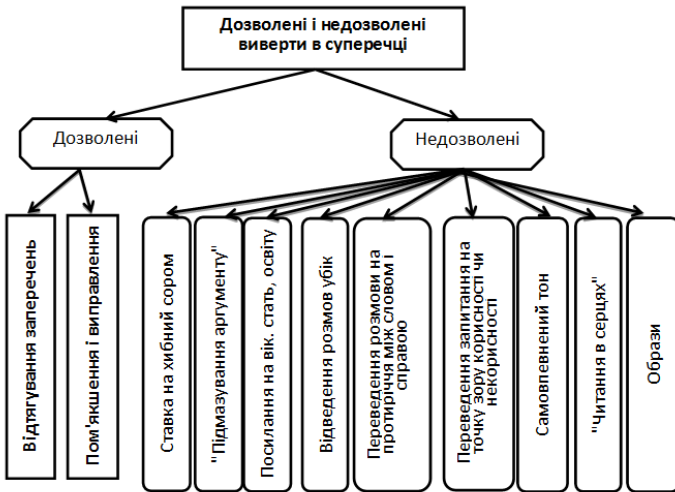 Дозволені і недозволені
виверти в суперечці
Дозволені
Недозволені
Відтягування заперечень
Пом'якшення і виправлення
Ставка на хибний сором
"Підмазування аргументу"
Посилання на вік. стать, освіту
Відведення розмов убік
Переведення розмови на
протиріччя між словом і
справою
Переведення запитання на
точку зору корисності чи
некорисності
Самовпевнений тон
"Читання в серцях"
Образи